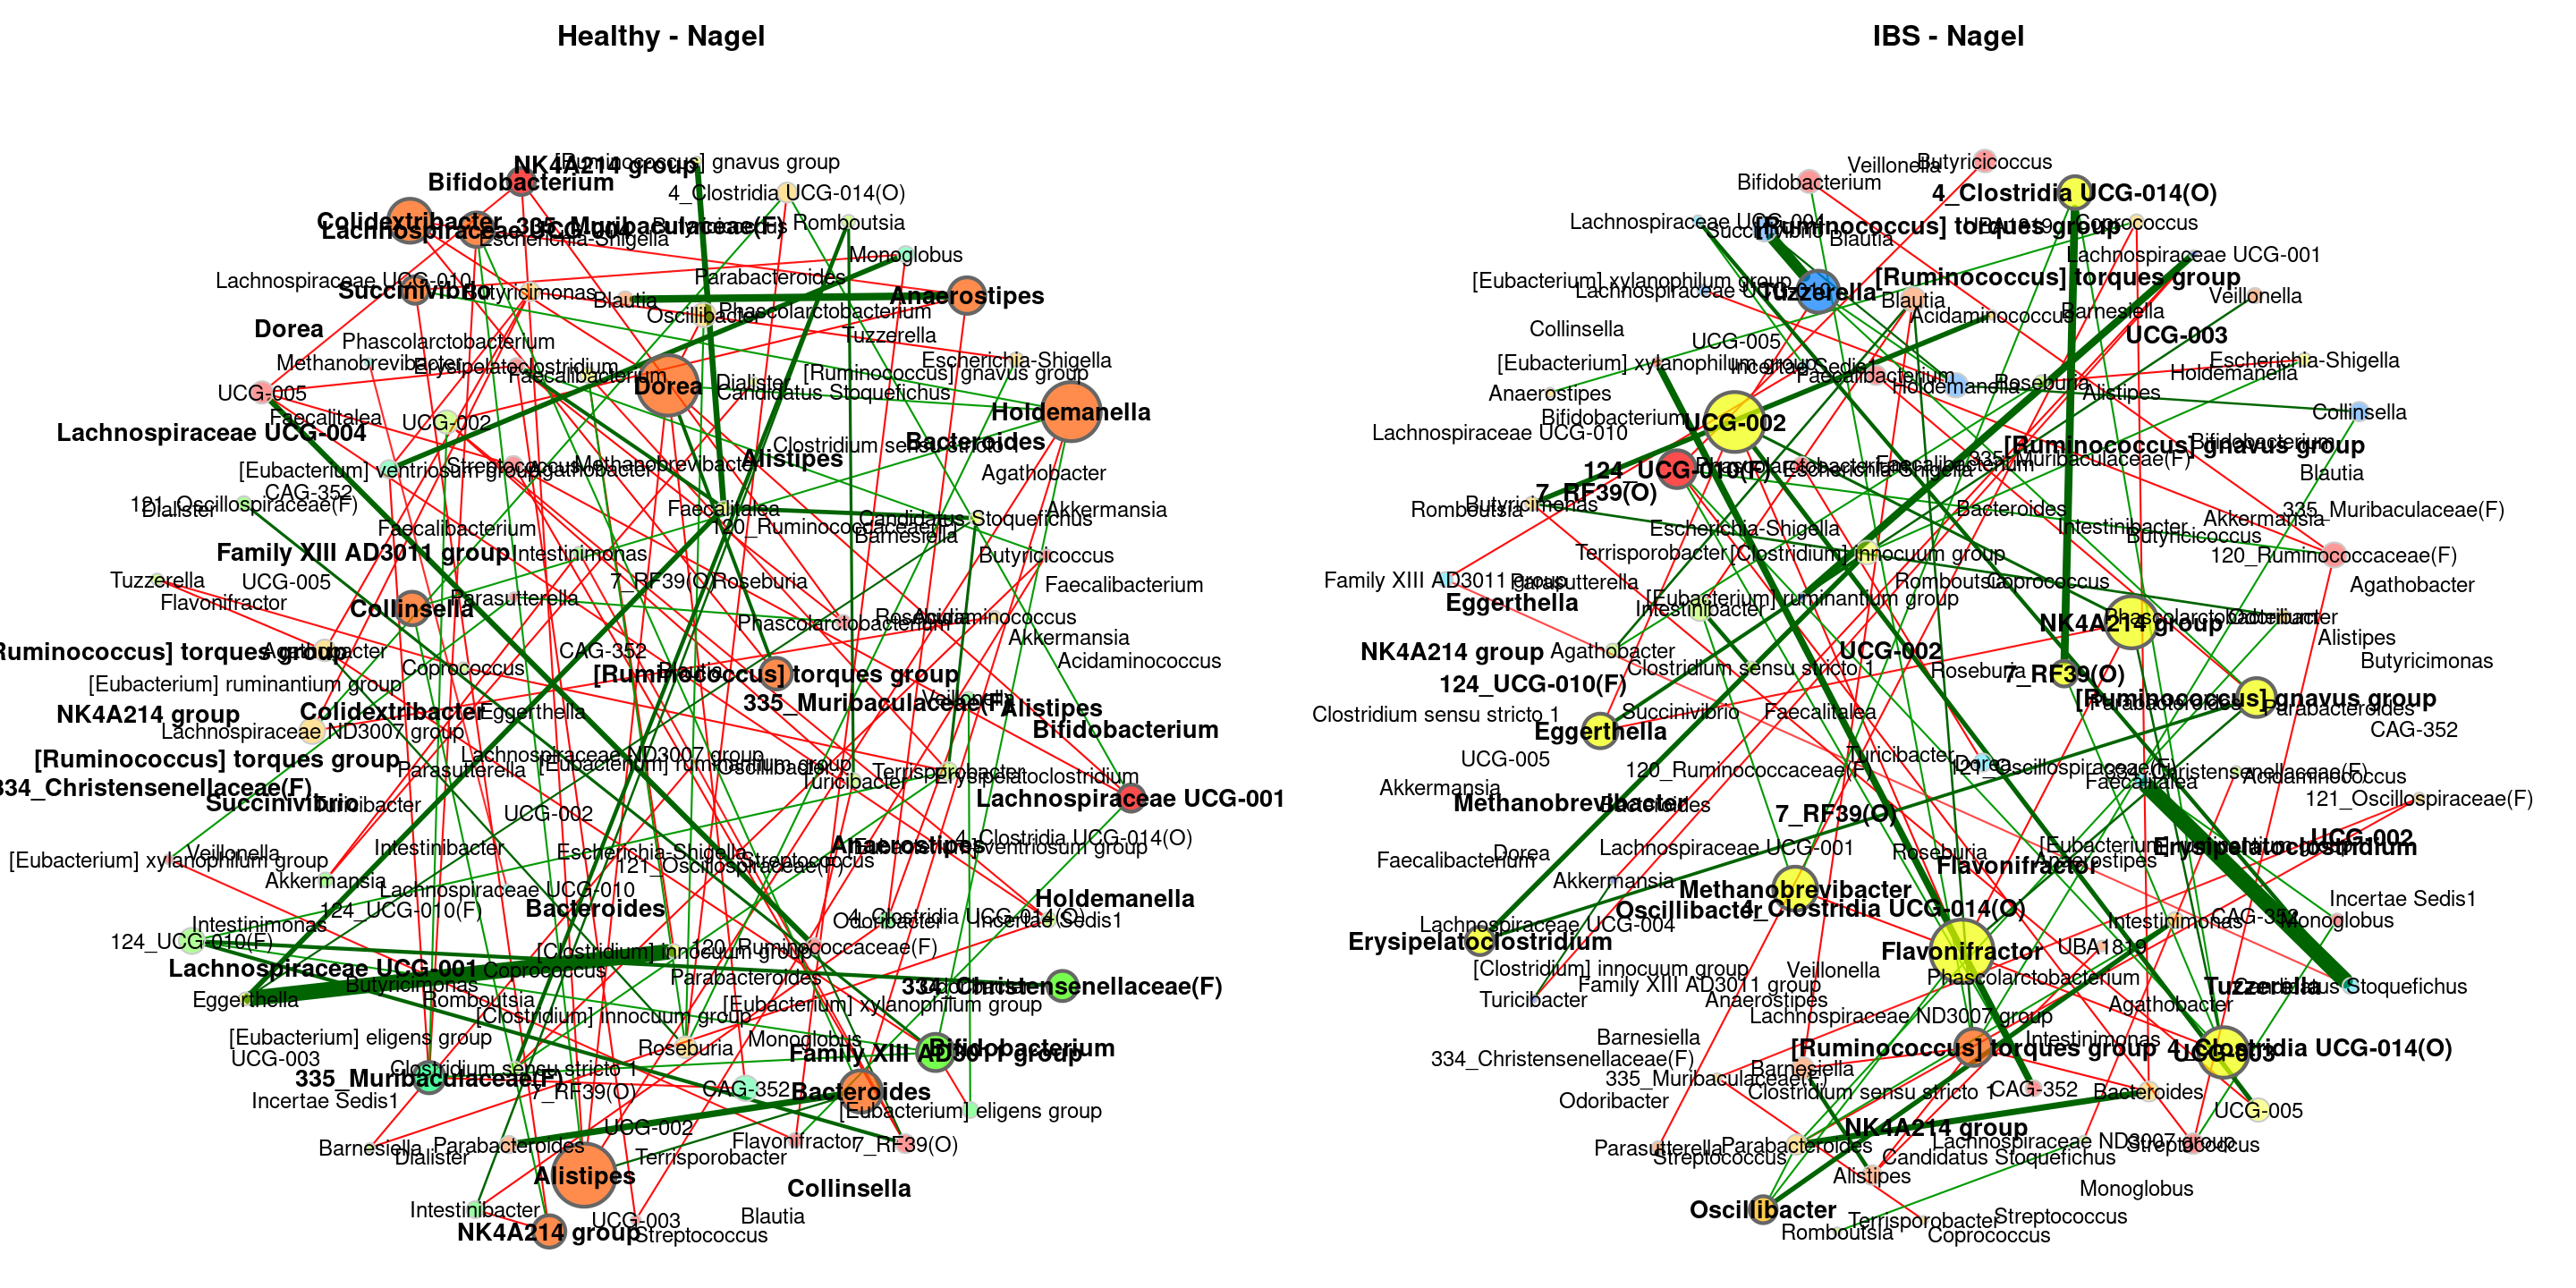 Healthy - Nagel
IBS - Nagel
[Ruminococcus] gnavus group
NK4A214 group
Bifidobacterium
4_Clostridia UCG-014(O)
Colidextribacter
Lachnospiraceae UCG-004
335_Muribaculaceae(F)
Romboutsia
Escherichia-Shigella
Monoglobus
Lachnospiraceae UCG-010
Parabacteroides
Succinivibrio
Butyricimonas
Blautia
Anaerostipes
Oscillibacter
Phascolarctobacterium
Dorea
Tuzzerella
Phascolarctobacterium
Methanobrevibacter
Erysipelatoclostridium
Escherichia-Shigella
Faecalibacterium
[Ruminococcus] gnavus group
UCG-005
Dorea
Dialister
Candidatus Stoquefichus
Faecalitalea
UCG-002
Holdemanella
Lachnospiraceae UCG-004
Bacteroides
Clostridium sensu stricto 1
Alistipes
[Eubacterium] ventriosum group
Streptococcus
Agathobacter
Methanobrevibacter
Agathobacter
CAG-352
121_Oscillospiraceae(F)
Dialister
Faecalitalea
Candidatus Stoquefichus
Akkermansia
Faecalibacterium
120_Ruminococcaceae(F)
Barnesiella
Family XIII AD3011 group
Intestinimonas
Butyricicoccus
Tuzzerella
UCG-005
7_RF39(O)
Roseburia
Faecalibacterium
Flavonifractor
Collinsella
Parasutterella
Phascolarctobacterium
Roseburia
Acidaminococcus
Akkermansia
[Ruminococcus] torques group
Agathobacter
Coprococcus
CAG-352
Acidaminococcus
[Eubacterium] ruminantium group
Blautia
[Ruminococcus] torques group
Veillonella
NK4A214 group
Colidextribacter
Eggerthella
335_Muribaculaceae(F)
Alistipes
Lachnospiraceae ND3007 group
Bifidobacterium
[Ruminococcus] torques group
Parasutterella
Lachnospiraceae ND3007 group
[Eubacterium] ruminantium group
Oscillibacter
Turicibacter
Terrisporobacter
Erysipelatoclostridium
334_Christensenellaceae(F)
Succinivibrio
Turicibacter
UCG-002
Lachnospiraceae UCG-001
[Eubacterium] xylanophilum group
Veillonella
Intestinibacter
Escherichia-Shigella
Streptococcus
Anaerostipes
4_Clostridia UCG-014(O)
[Eubacterium] ventriosum group
Akkermansia
Lachnospiraceae UCG-010
121_Oscillospiraceae(F)
Intestinimonas
124_UCG-010(F)
Bacteroides
Holdemanella
Odoribacter
4_Clostridia UCG-014(O)
Incertae Sedis1
124_UCG-010(F)
[Clostridium] innocuum group
120_Ruminococcaceae(F)
Lachnospiraceae UCG-001
Coprococcus
Butyricimonas
Parabacteroides
334_Christensenellaceae(F)
Eggerthella
Romboutsia
[Clostridium] innocuum group
[Eubacterium] xylanophilum group
[Eubacterium] eligens group
UCG-003
Roseburia
Monoglobus
Family XIII AD3011 group
Bifidobacterium
Clostridium sensu stricto 1
335_Muribaculaceae(F)
Incertae Sedis1
7_RF39(O)
CAG-352
Bacteroides
[Eubacterium] eligens group
Barnesiella
Parabacteroides
Dialister
UCG-002
Flavonifractor
7_RF39(O)
Terrisporobacter
Alistipes
Collinsella
Intestinibacter
NK4A214 group
UCG-003
Streptococcus
Blautia
Veillonella
Butyricicoccus
Bifidobacterium
4_Clostridia UCG-014(O)
Lachnospiraceae UCG-001
Succinivibrio
[Ruminococcus] torques group
UBA1819
Coprococcus
Blautia
Lachnospiraceae UCG-001
[Eubacterium] xylanophilum group
Tuzzerella
[Ruminococcus] torques group
Blautia
Veillonella
Acidaminococcus
Barnesiella
Collinsella
UCG-005
UCG-003
[Eubacterium] xylanophilum group
Incertae Sedis1
Faecalibacterium
Holdemanella
Roseburia
Escherichia-Shigella
Holdemanella
Anaerostipes
Alistipes
Bifidobacterium
UCG-002
Collinsella
Lachnospiraceae UCG-010
[Ruminococcus] gnavus group
Bifidobacterium
124_UCG-010(F)
Phascolarctobacterium
Escherichia-Shigella
Faecalibacterium
335_Muribaculaceae(F)
Blautia
7_RF39(O)
Romboutsia
Butyricimonas
Bacteroides
335_Muribaculaceae(F)
Escherichia-Shigella
Intestinibacter
Akkermansia
Butyricicoccus
Terrisporobacter
[Clostridium] innocuum group
120_Ruminococcaceae(F)
Family XIII AD3011 group
Parasutterella
Romboutsia
Coprococcus
Agathobacter
Eggerthella
Intestinibacter
[Eubacterium] ruminantium group
NK4A214 group
Phascolarctobacterium
Odoribacter
Alistipes
NK4A214 group
Agathobacter
UCG-002
Butyricimonas
124_UCG-010(F)
Clostridium sensu stricto 1
Roseburia
7_RF39(O)
Clostridium sensu stricto 1
Succinivibrio
Faecalitalea
[Ruminococcus] gnavus group
Parabacteroides
Parabacteroides
Eggerthella
CAG-352
UCG-005
Turicibacter
Dorea
121_Oscillospiraceae(F)
334_Christensenellaceae(F)
Acidaminococcus
Akkermansia
120_Ruminococcaceae(F)
Faecalitalea
Methanobrevibacter
Bacteroides
7_RF39(O)
121_Oscillospiraceae(F)
Faecalibacterium
Dorea
Lachnospiraceae UCG-001
Roseburia
Flavonifractor
Anaerostipes
UCG-002
Erysipelatoclostridium
Akkermansia
Methanobrevibacter
Oscillibacter
4_Clostridia UCG-014(O)
Incertae Sedis1
Lachnospiraceae UCG-004
Intestinimonas
CAG-352
Monoglobus
Erysipelatoclostridium
Flavonifractor
UBA1819
[Clostridium] innocuum group
Veillonella
Phascolarctobacterium
Family XIII AD3011 group
Tuzzerella
Candidatus Stoquefichus
Turicibacter
Anaerostipes
Agathobacter
Lachnospiraceae ND3007 group
Barnesiella
Intestinimonas
334_Christensenellaceae(F)
[Ruminococcus] torques group
4_Clostridia UCG-014(O)
UCG-003
Barnesiella
335_Muribaculaceae(F)
Odoribacter
Clostridium sensu stricto 1
CAG-352
Bacteroides
UCG-005
NK4A214 group
Parasutterella
Parabacteroides
Lachnospiraceae ND3007 group
Streptococcus
Streptococcus
Candidatus Stoquefichus
Alistipes
Monoglobus
Oscillibacter
Romboutsia
Terrisporobacter
Streptococcus
Coprococcus